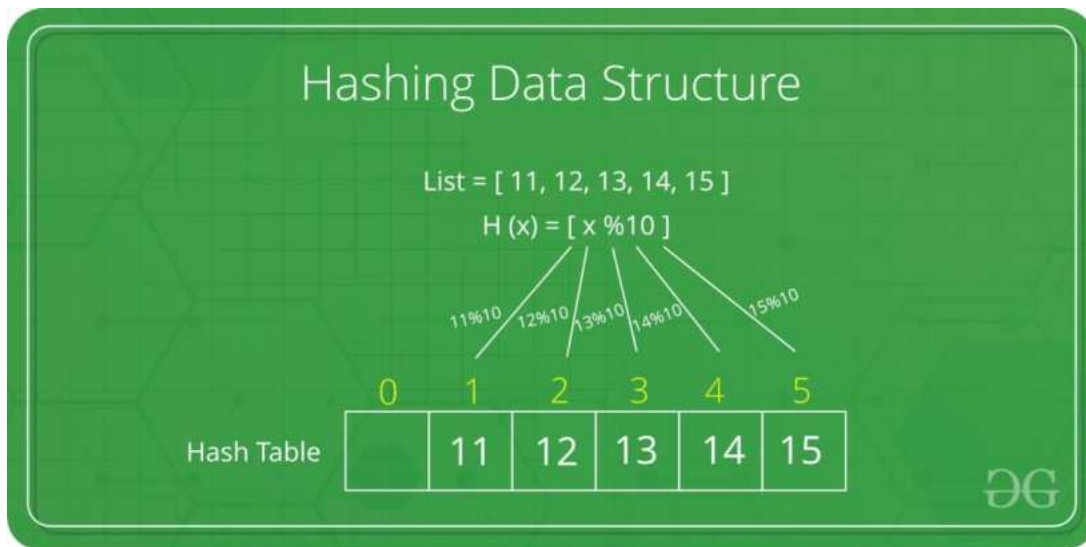 Hashing Data Structure
List = [ 11, 12, 13, 14, 15 ]
H (x) = [ x %10 ]
11%10 12%10 13%10 14%10 15%10
0 1 2 3 4 5
Hash Table 11 12 13 14 15